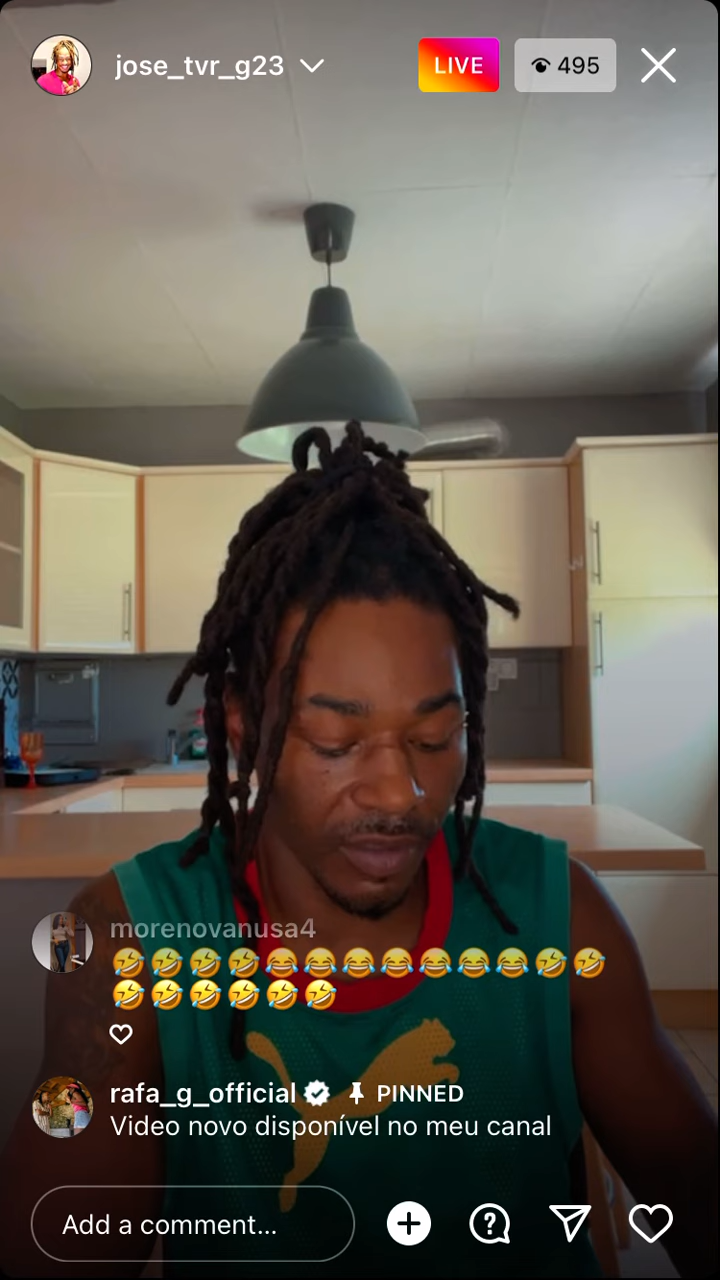 jose_tvr_g23
LIVE
495
morenovanusa4
🤣🤣🤣🤣😂😂😂😂😂😂😂🤣🤣
🤣🤣🤣🤣🤣🤣
rafa_g_official PINNED
Video novo disponível no meu canal
Add a comment...